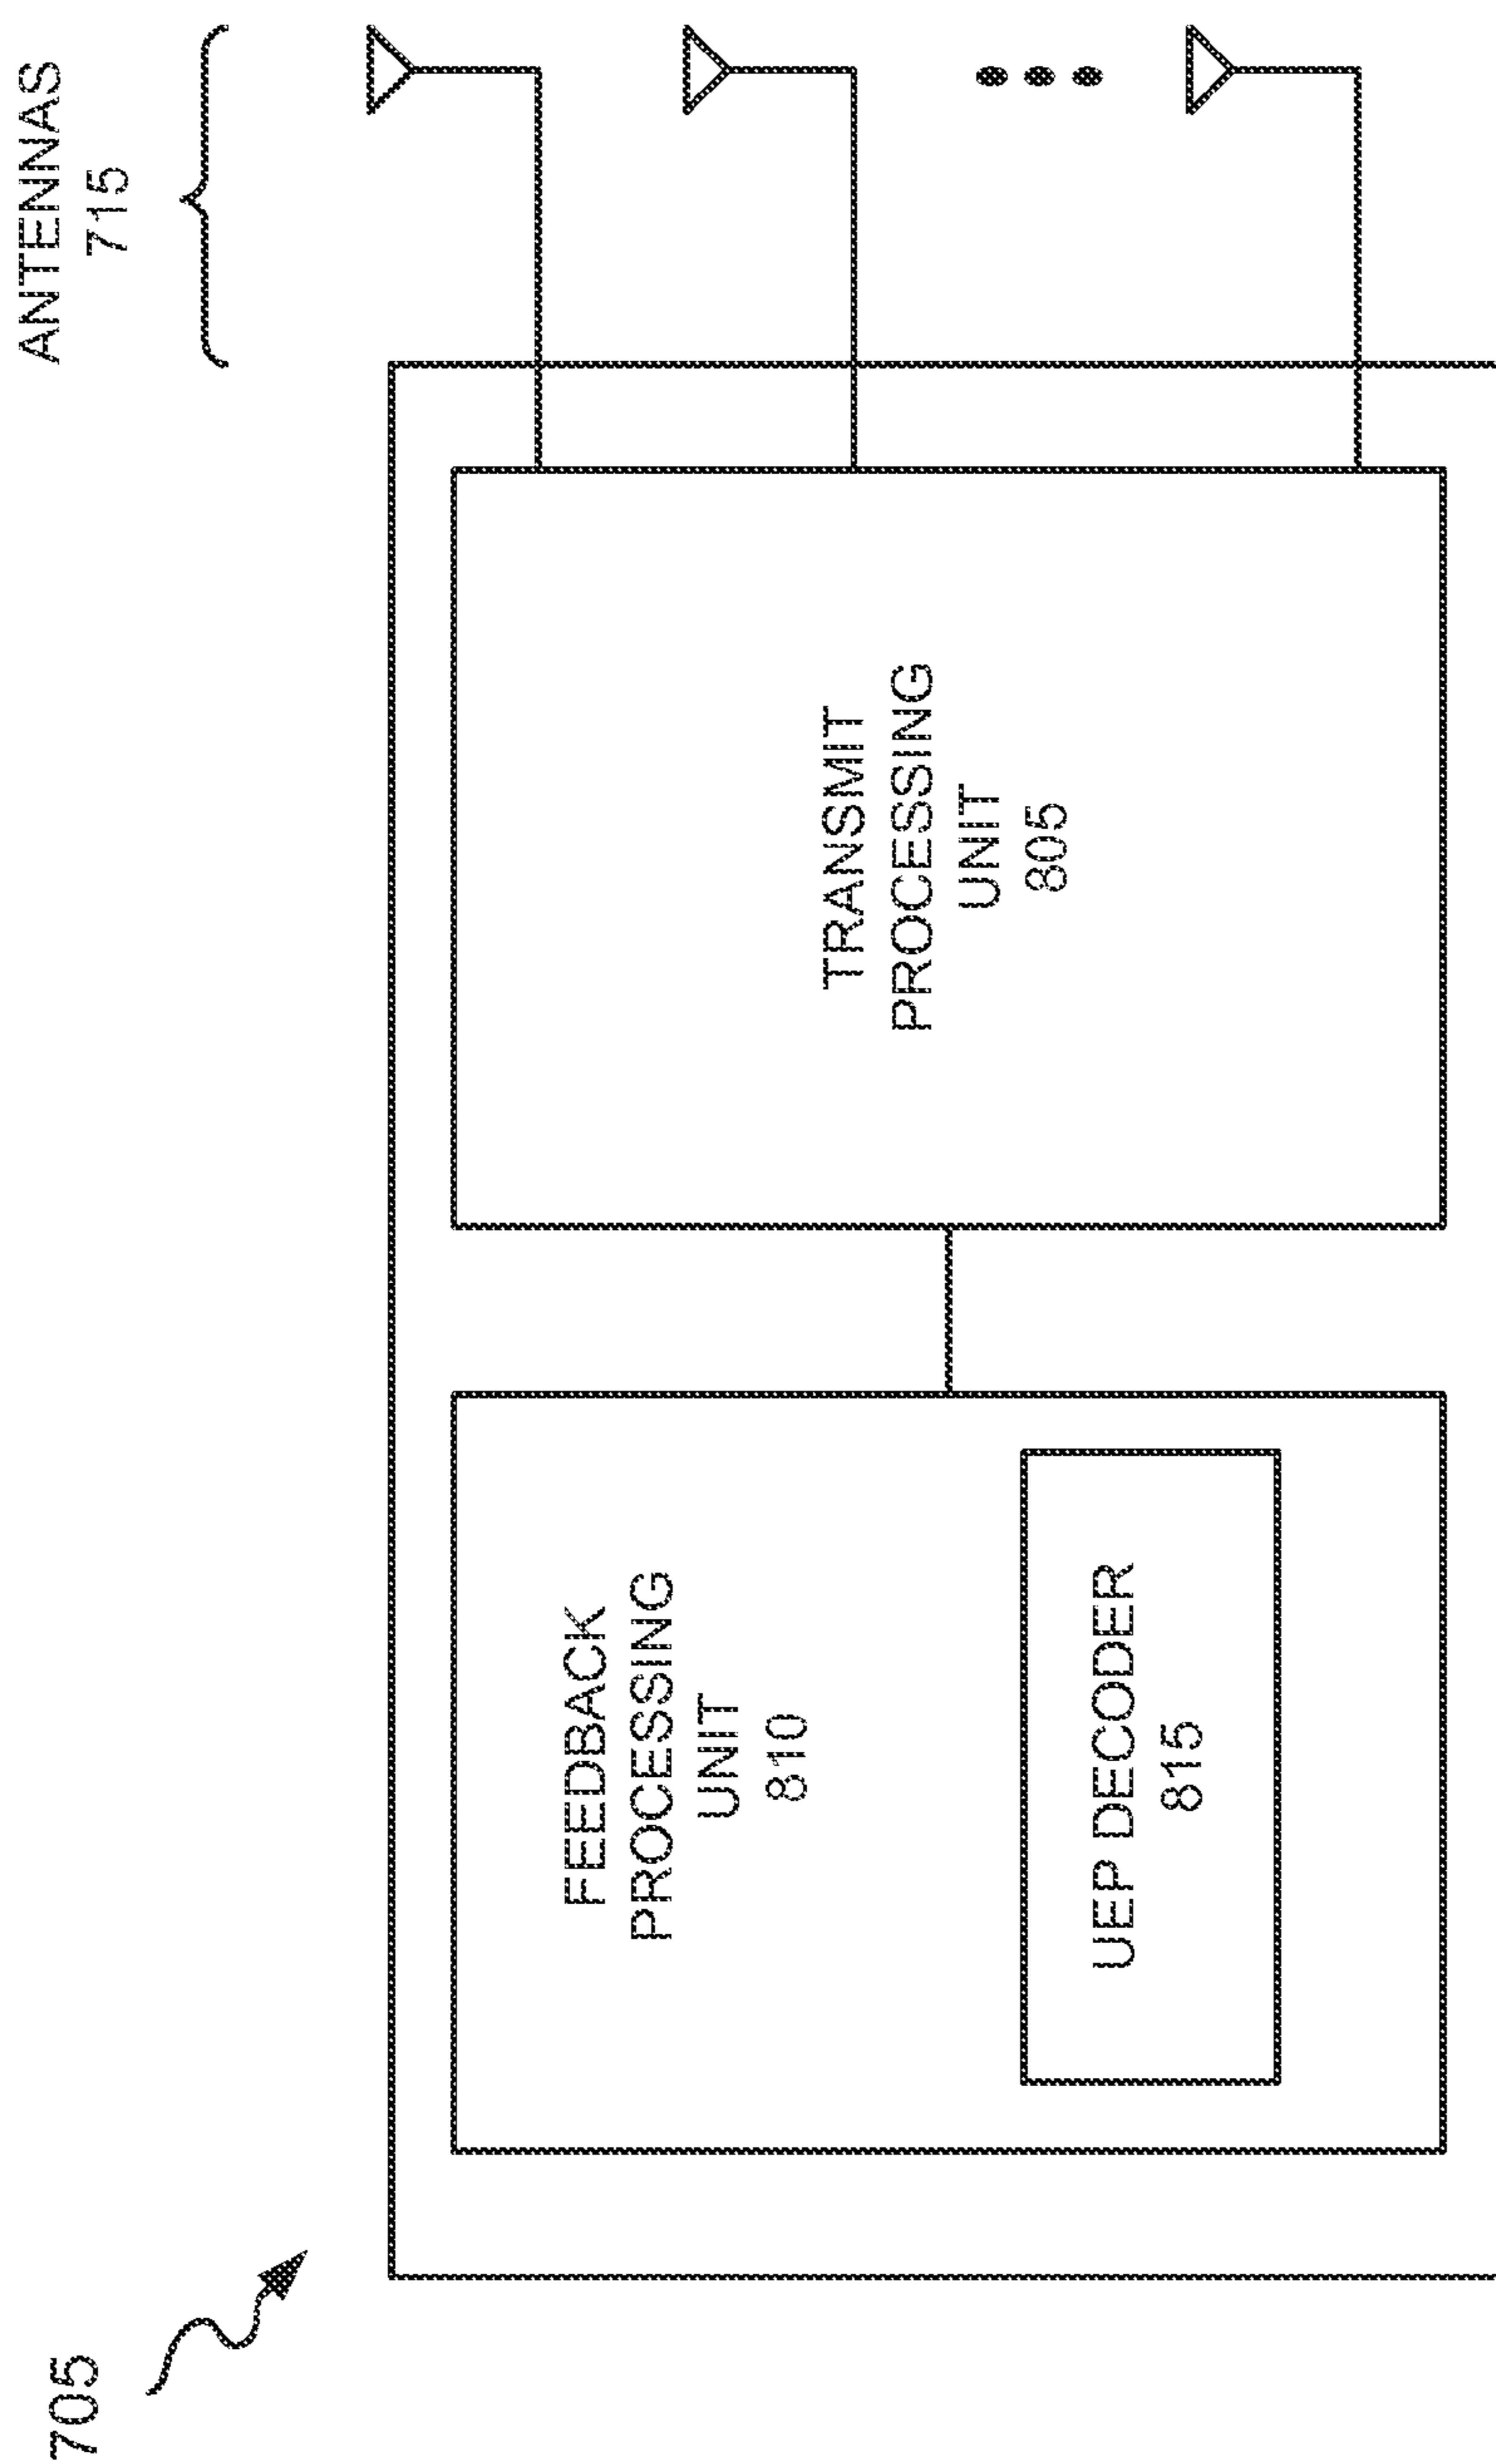 705
ANTENNAS
715
FEEDBACK
PROCESSING
UNIT
810
UEP DECODER
815
TRANSMIT
PROCESSING
UNIT
805